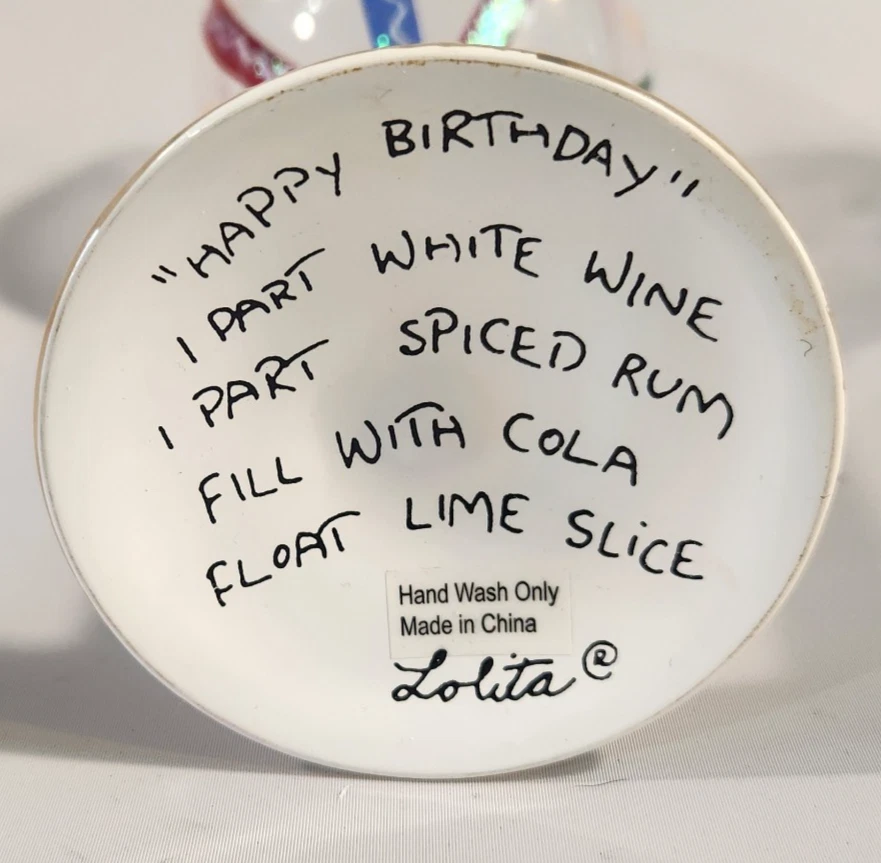 "HAPPY BIRTHDAY"
1 PART WHITE WINE
1 PART SPICED RUM
FILL WITH COLA
FLOAT LIME SLiCE
Hand Wash Only
Made in China
Lolita®